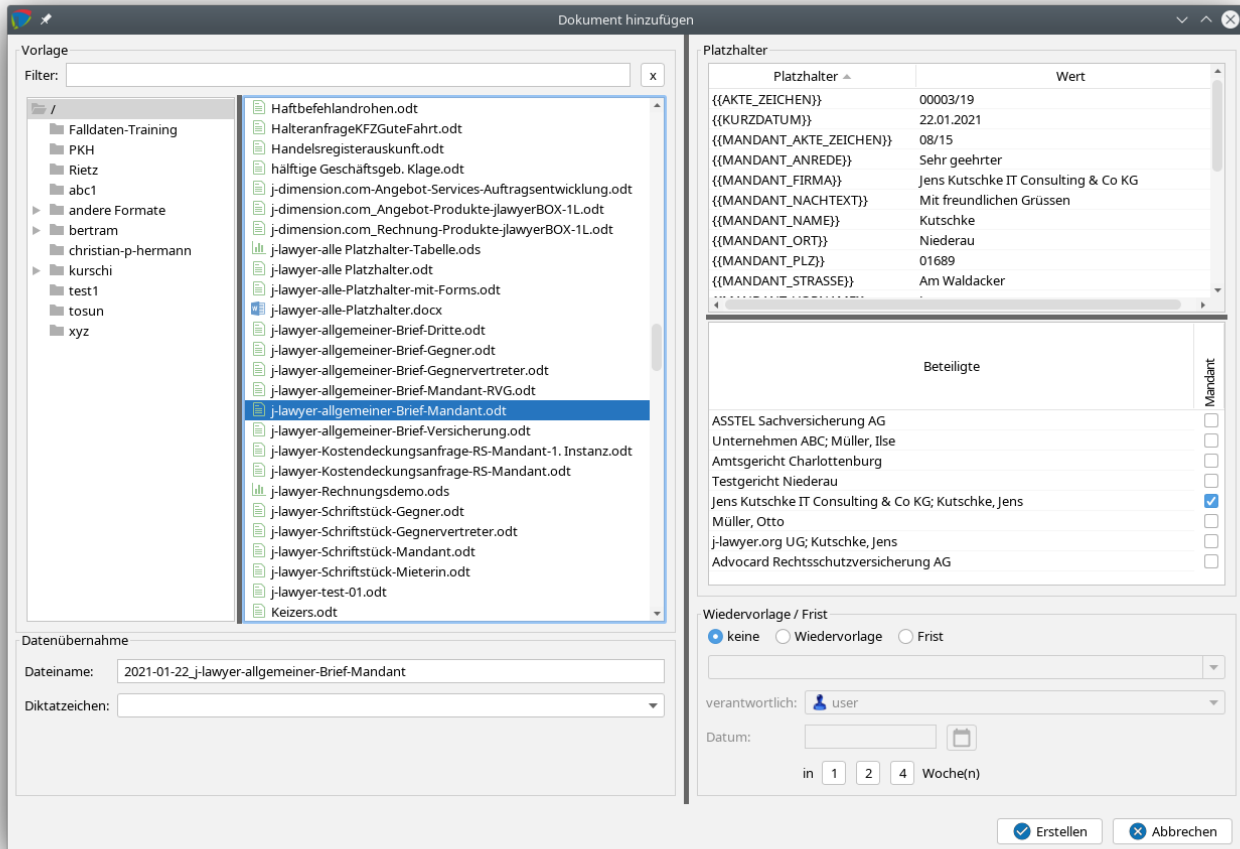 Dokument hinzufügen
Vorlage
Filter:
x
/
Falldaten-Training
PKH
Rietz
abc1
andere Formate
bertram
christian-p-hermann
kurschi
test1
tosun
xyz
Haftbefehlandrohen.odt
HalteranfrageKFZGuteFahrt.odt
Handelsregisterauskunft.odt
hälftige Geschäftsgeb. Klage.odt
j-dimension.com-Angebot-Services-Auftragsentwicklung.odt
j-dimension.com_Angebot-Produkte-jlawyerBOX-1L.odt
j-dimension.com_Rechnung-Produkte-jlawyerBOX-1L.odt
j-lawyer-alle Platzhalter-Tabelle.ods
j-lawyer-alle Platzhalter.odt
j-lawyer-alle-Platzhalter-mit-Forms.odt
j-lawyer-alle-Platzhalter.docx
j-lawyer-allgemeiner-Brief-Dritte.odt
j-lawyer-allgemeiner-Brief-Gegner.odt
j-lawyer-allgemeiner-Brief-Gegnervertreter.odt
j-lawyer-allgemeiner-Brief-Mandant-RVG.odt
j-lawyer-allgemeiner-Brief-Mandant.odt
j-lawyer-allgemeiner-Brief-Versicherung.odt
j-lawyer-Kostendeckungsanfrage-RS-Mandant-1. Instanz.odt
j-lawyer-Kostendeckungsanfrage-RS-Mandant.odt
j-lawyer-Rechnungsdemo.ods
j-lawyer-Schriftstück-Gegner.odt
j-lawyer-Schriftstück-Gegnervertreter.odt
j-lawyer-Schriftstück-Mandant.odt
j-lawyer-Schriftstück-Mieterin.odt
j-lawyer-test-01.odt
Keizers.odt
Datenübernahme
Dateiname: 2021-01-22_j-lawyer-allgemeiner-Brief-Mandant
Diktatzeichen:
Platzhalter
Platzhalter Wert
{{AKTE_ZEICHEN}} 00003/19
{{KURZDATUM}} 22.01.2021
{{MANDANT_AKTE_ZEICHEN}} 08/15
{{MANDANT_ANREDE}} Sehr geehrter
{{MANDANT_FIRMA}} Jens Kutschke IT Consulting & Co KG
{{MANDANT_NACHTEXT}} Mit freundlichen Grüssen
{{MANDANT_NAME}} Kutschke
{{MANDANT_ORT}} Niederau
{{MANDANT_PLZ}} 01689
{{MANDANT_STRASSE}} Am Waldacker
Beteiligte Mandant
ASSTEL Sachversicherung AG
Unternehmen ABC; Müller, Ilse
Amtsgericht Charlottenburg
Testgericht Niederau
Jens Kutschke IT Consulting & Co KG; Kutschke, Jens
Müller, Otto
j-lawyer.org UG; Kutschke, Jens
Advocard Rechtsschutzversicherung AG
Wiedervorlage / Frist
keine Wiedervorlage Frist
verantwortlich: user
Datum:
in 1 2 4 Woche(n)
Erstellen Abbrechen